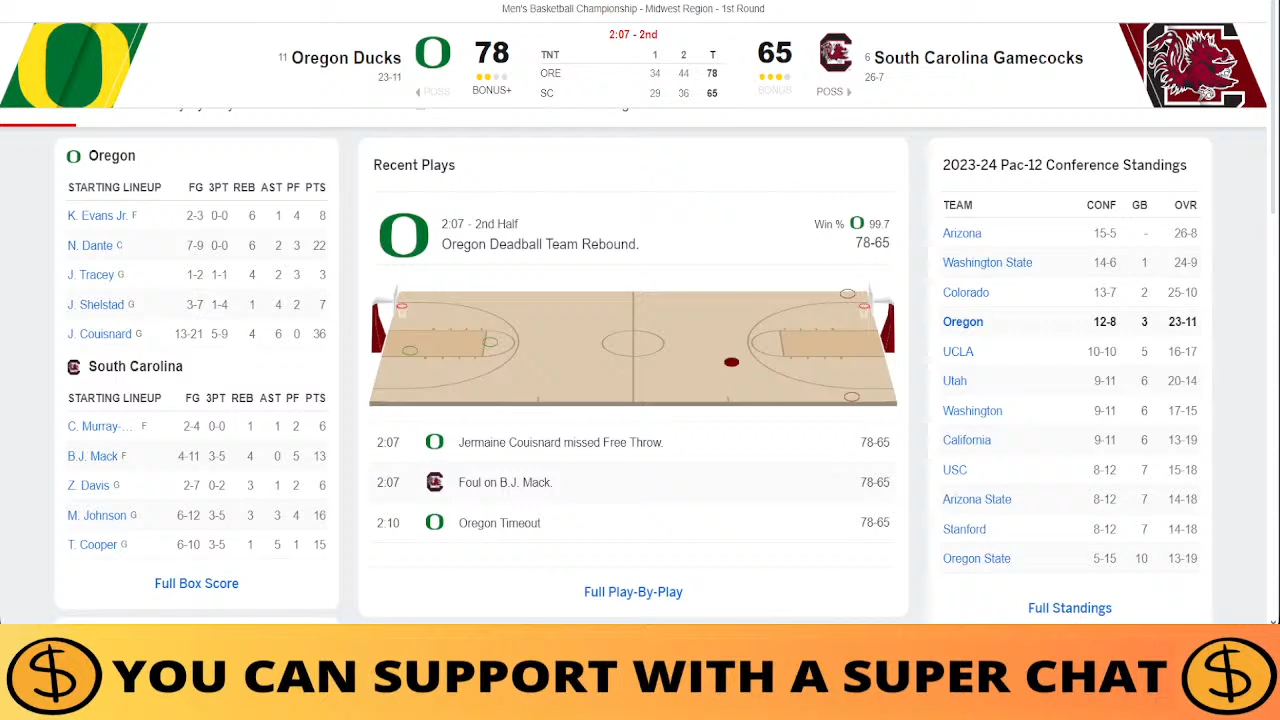 Men's Basketball Championship - Midwest Region - 1st Round
11 Oregon Ducks
23-11
POSS
78
BONUS+
2:07 - 2nd
TNT 1 2 T
ORE 34 44 78
SC 29 36 65
65
BONUS
POSS
6 South Carolina Gamecocks
26-7
Oregon
STARTING LINEUP FG 3PT REB AST PF PTS
K. Evans Jr. F 2-3 0-0 6 1 4 8
N. Dante C 7-9 0-0 6 2 3 22
J. Tracey G 1-2 1-1 4 2 3 3
J. Shelstad G 3-7 1-4 1 4 2 7
J. Couisnard G 13-21 5-9 4 6 0 36
South Carolina
STARTING LINEUP FG 3PT REB AST PF PTS
C. Murray-... F 2-4 0-0 1 1 2 6
B.J. Mack F 4-11 3-5 4 0 5 13
Z. Davis G 2-7 0-2 3 1 2 6
M. Johnson G 6-12 3-5 3 3 4 16
T. Cooper G 6-10 3-5 1 5 1 15
Full Box Score
Recent Plays
2:07 - 2nd Half
Oregon Deadball Team Rebound.
Win % 99.7
78-65
2:07 Jermaine Couisnard missed Free Throw. 78-65
2:07 Foul on B.J. Mack. 78-65
2:10 Oregon Timeout 78-65
Full Play-By-Play
2023-24 Pac-12 Conference Standings
TEAM CONF GB OVR
Arizona 15-5 - 26-8
Washington State 14-6 1 24-9
Colorado 13-7 2 25-10
Oregon 12-8 3 23-11
UCLA 10-10 5 16-17
Utah 9-11 6 20-14
Washington 9-11 6 17-15
California 9-11 6 13-19
USC 8-12 7 15-18
Arizona State 8-12 7 14-18
Stanford 8-12 7 14-18
Oregon State 5-15 10 13-19
Full Standings
$ YOU CAN SUPPORT WITH A SUPER CHAT $